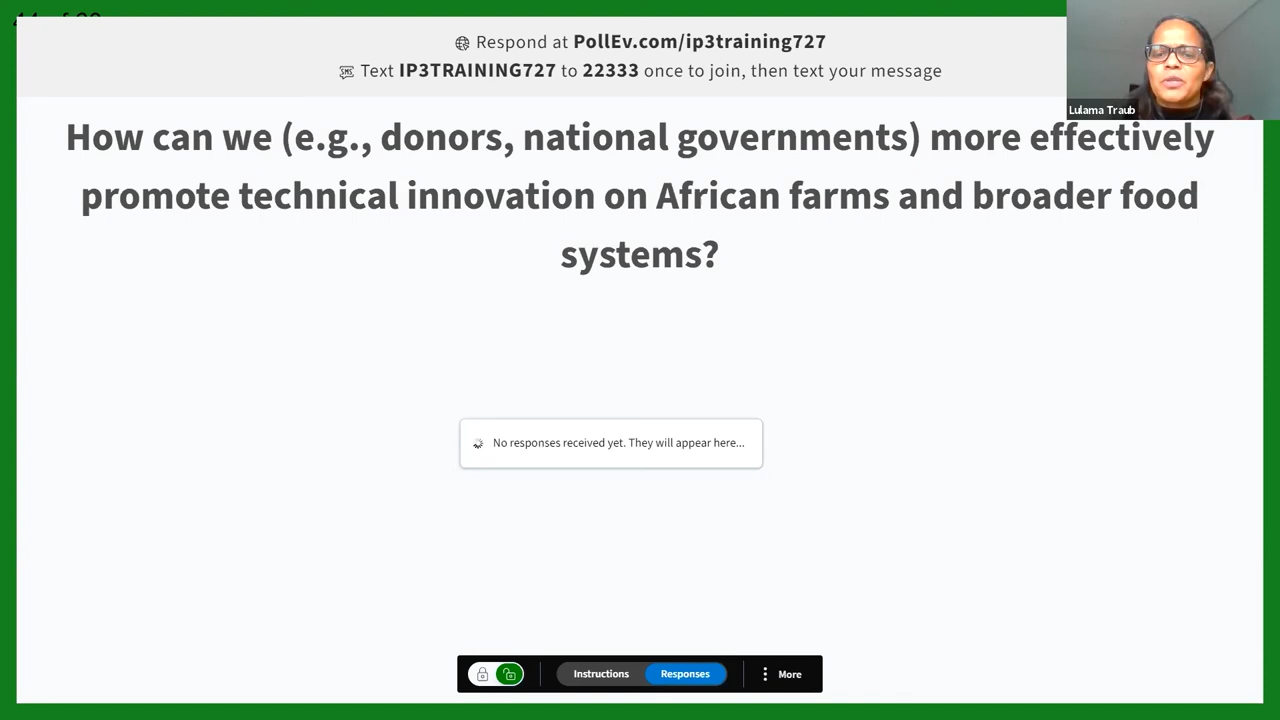 Respond at PollEv.com/ip3training727
Text IP3TRAINING727 to 22333 once to join, then text your message
Lulama Traub
How can we (e.g., donors, national governments) more effectively
promote technical innovation on African farms and broader food
systems?
No responses received yet. They will appear here...
Instructions
Responses
More